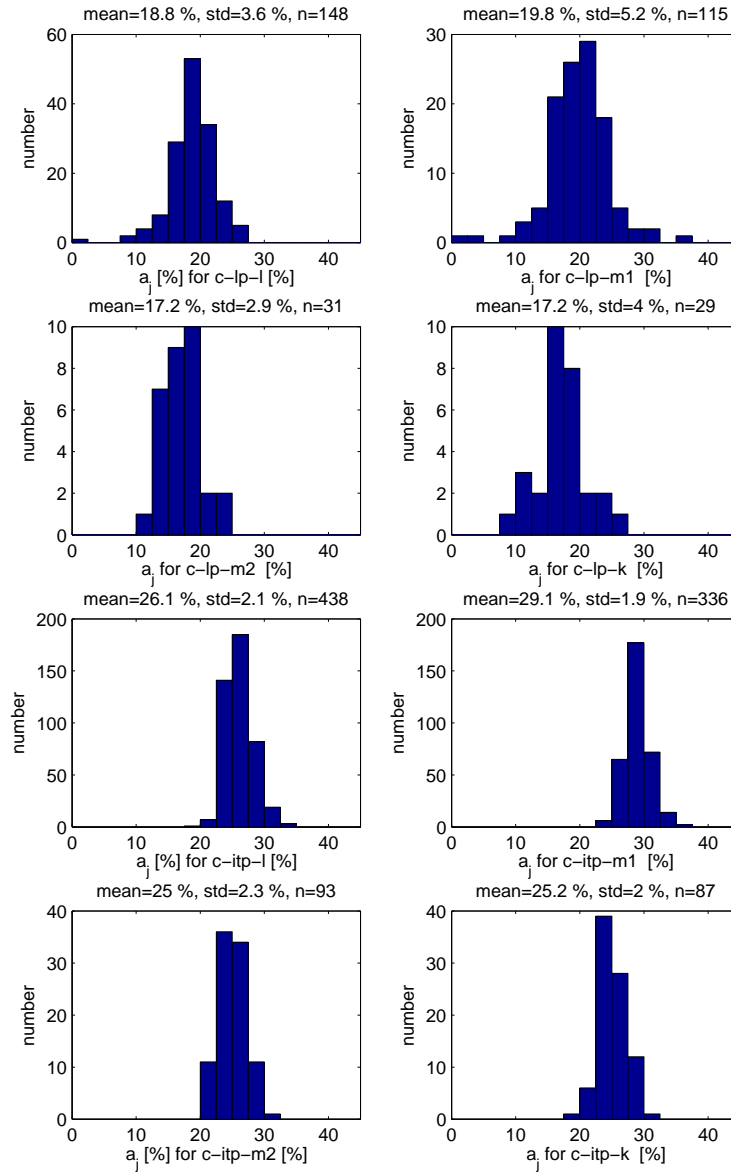 mean=18.8 %, std=3.6 %, n=148
60
40
20
0
number
0 10 20 30 40
a_j [%] for c−lp−l [%]
mean=19.8 %, std=5.2 %, n=115
30
20
10
0
number
0 10 20 30 40
a_j [%] for c−lp−m1 [%]
mean=17.2 %, std=2.9 %, n=31
10
8
6
4
2
0
number
0 10 20 30 40
a_j for c−lp−m2 [%]
mean=17.2 %, std=4 %, n=29
10
8
6
4
2
0
number
0 10 20 30 40
a_j for c−lp−k [%]
mean=26.1 %, std=2.1 %, n=438
200
150
100
50
0
number
0 10 20 30 40
a_j [%] for c−itp−l [%]
mean=29.1 %, std=1.9 %, n=336
200
150
100
50
0
number
0 10 20 30 40
a_j for c−itp−m1 [%]
mean=25 %, std=2.3 %, n=93
40
30
20
10
0
number
0 10 20 30 40
a_j [%] for c−itp−m2 [%]
mean=25.2 %, std=2 %, n=87
40
30
20
10
0
number
0 10 20 30 40
a_j [%] for c−itp−k [%]